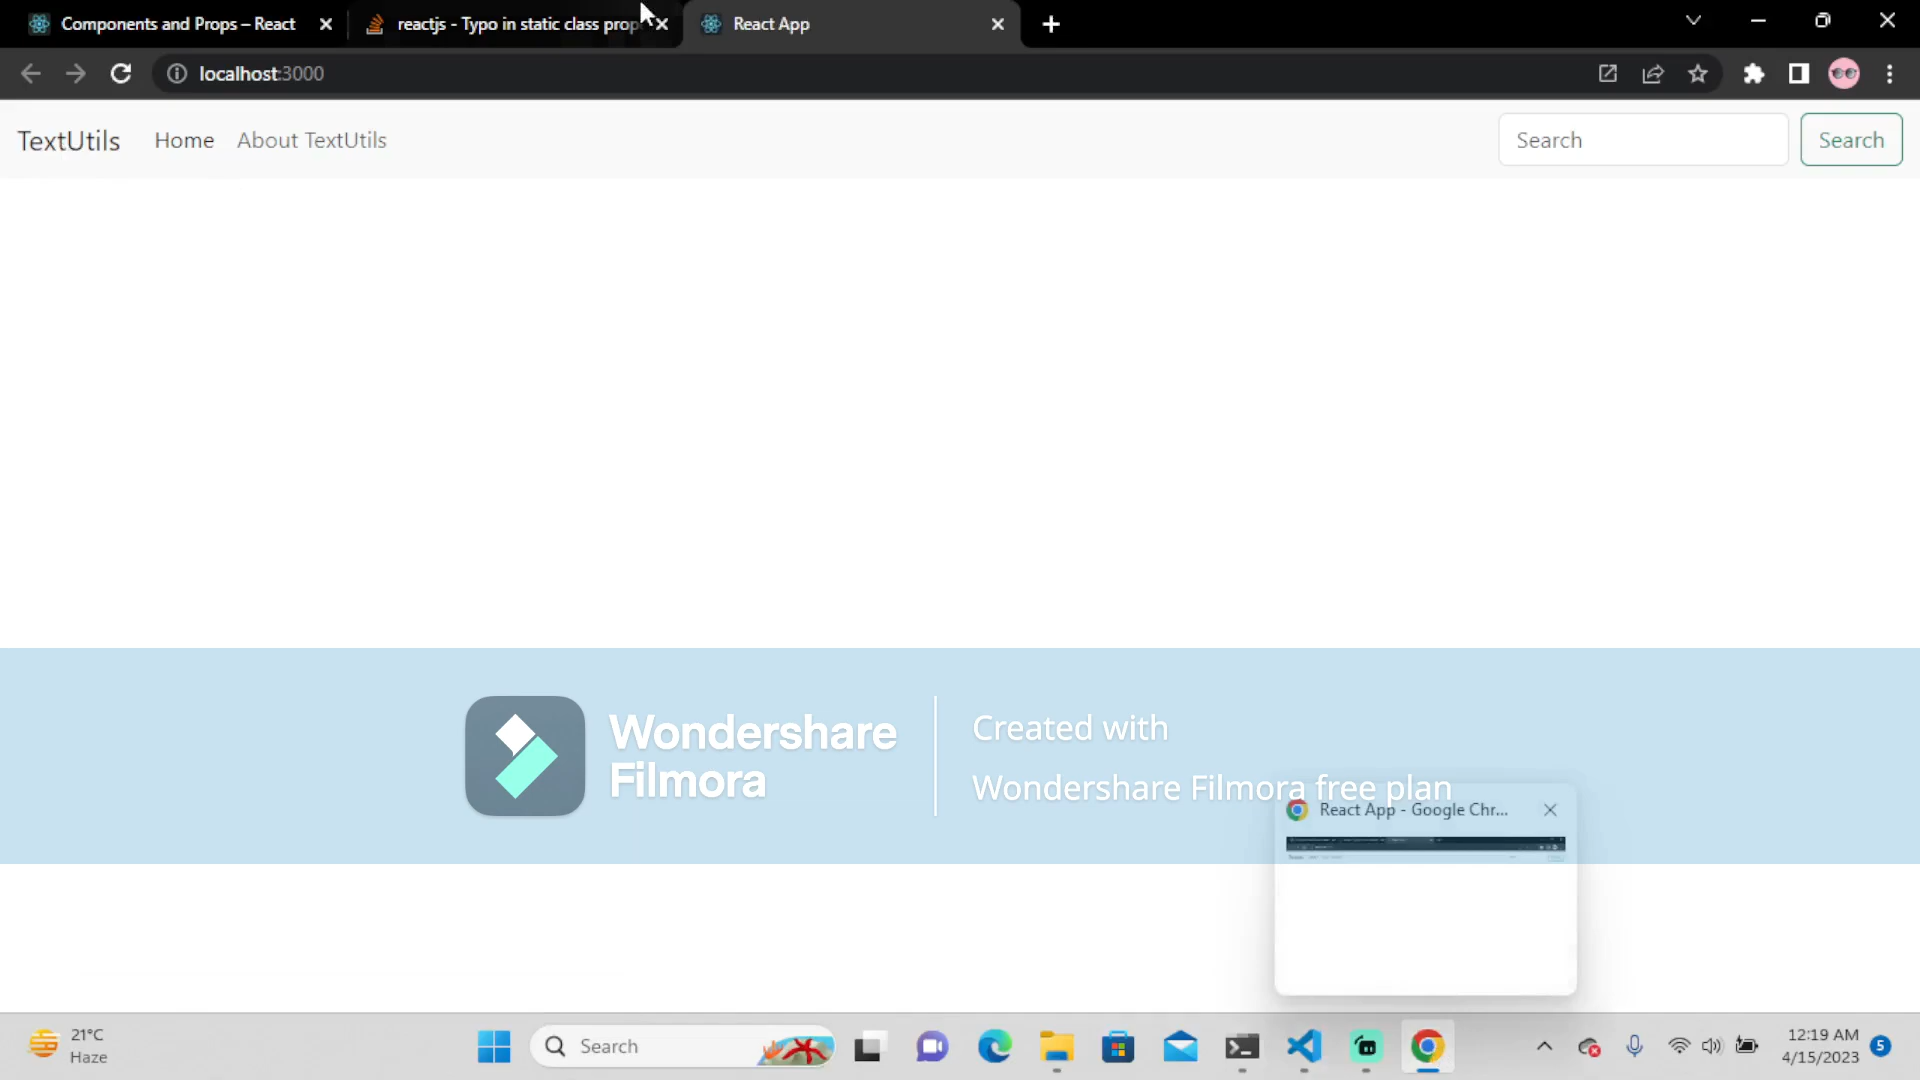 Components and Props – React
reactjs - Typo in static class prop
React App
localhost:3000
TextUtils
Home
About TextUtils
Search
Search
Wondershare
Filmora
Created with
Wondershare Filmora free plan
React App - Google Chr...
21°C
Haze
Search
12:19 AM
4/15/2023
5